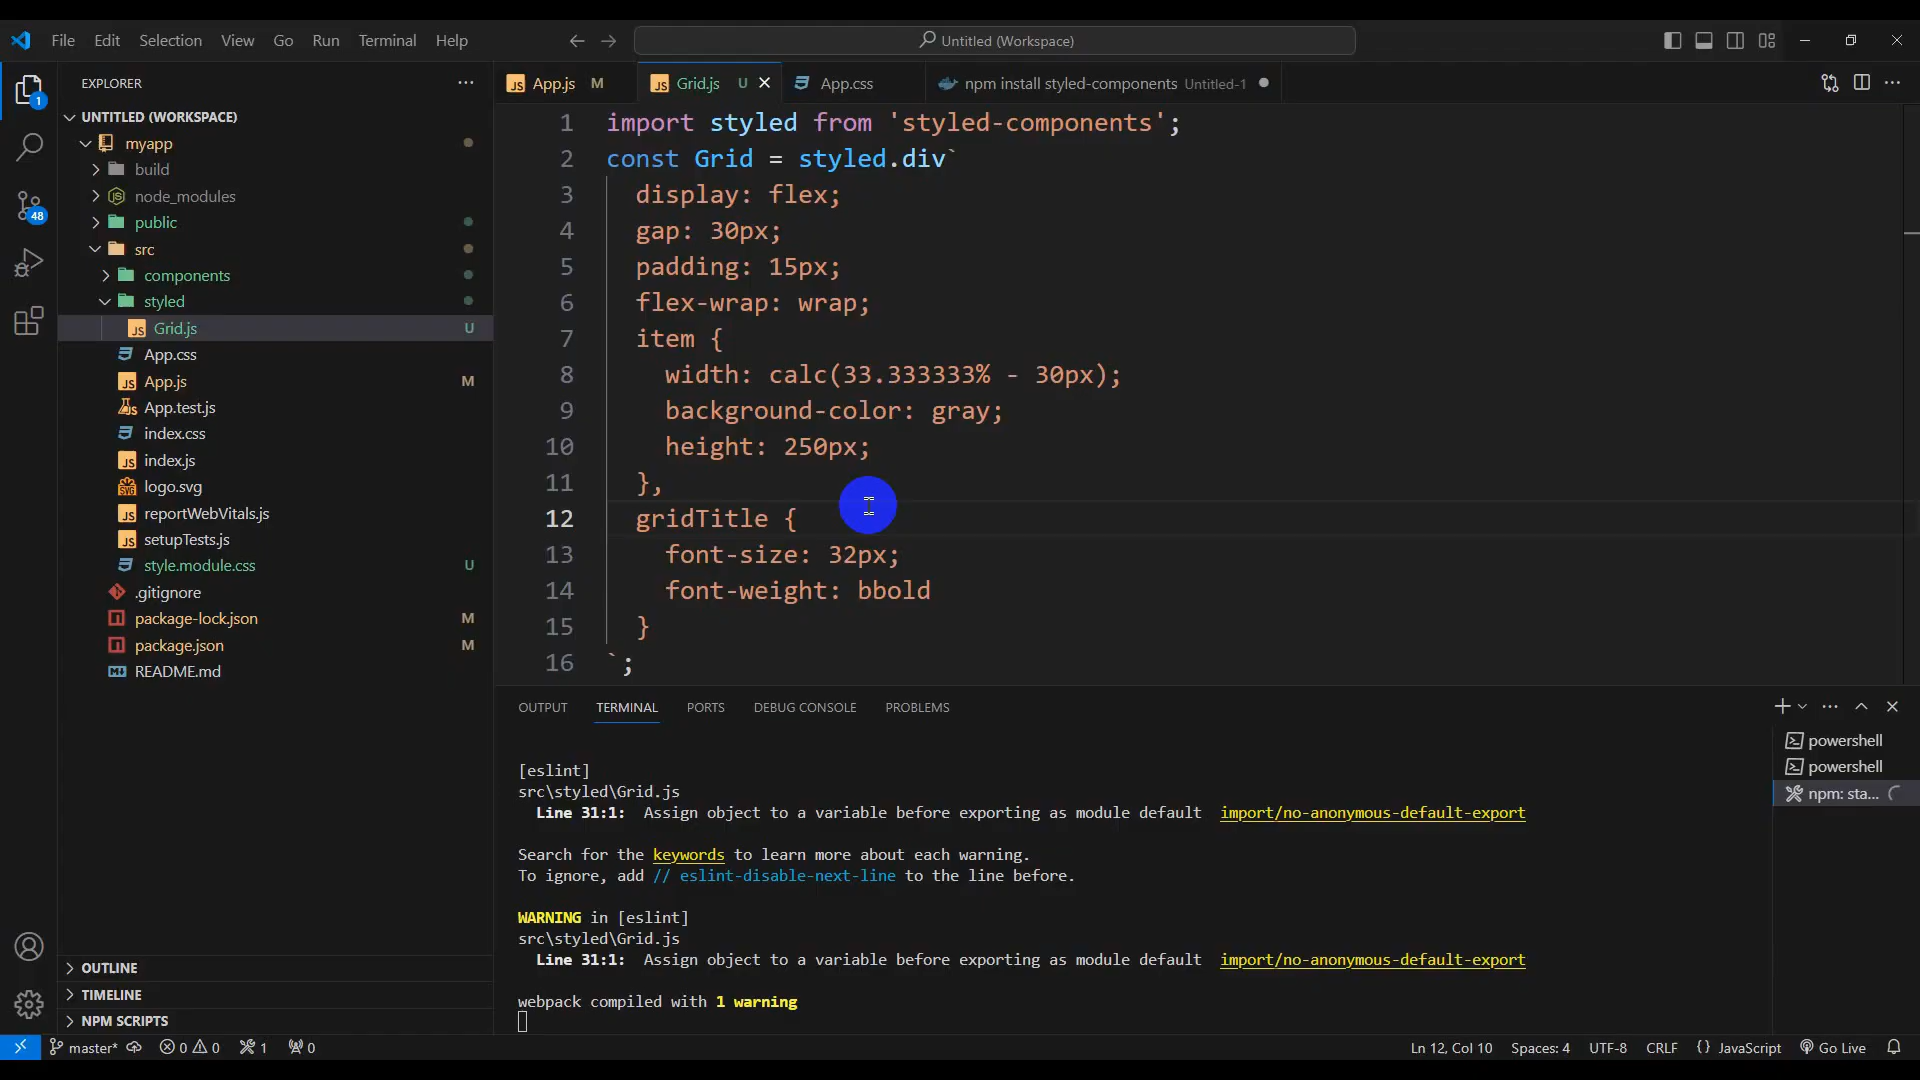 File Edit Selection View Go Run Terminal Help
Untitled (Workspace)
EXPLORER
UNTITLED (WORKSPACE)
myapp
build
node_modules
public
src
components
styled
Grid.js U
App.css
App.js M
App.test.js
index.css
index.js
logo.svg
reportWebVitals.js
setupTests.js
style.module.css U
.gitignore
package-lock.json M
package.json M
README.md
OUTLINE
TIMELINE
NPM SCRIPTS
1
48
App.js M
Grid.js U
App.css
npm install styled-components Untitled-1
1 import styled from 'styled-components';
2 const Grid = styled.div`
3 display: flex;
4 gap: 30px;
5 padding: 15px;
6 flex-wrap: wrap;
7 item {
8 width: calc(33.333333% - 30px);
9 background-color: gray;
10 height: 250px;
11 },
12 gridTitle {
13 font-size: 32px;
14 font-weight: bbold
15 }
16 `;
OUTPUT TERMINAL PORTS DEBUG CONSOLE PROBLEMS
[eslint]
src\styled\Grid.js
Line 31:1: Assign object to a variable before exporting as module default import/no-anonymous-default-export
Search for the keywords to learn more about each warning.
To ignore, add // eslint-disable-next-line to the line before.
WARNING in [eslint]
src\styled\Grid.js
Line 31:1: Assign object to a variable before exporting as module default import/no-anonymous-default-export
webpack compiled with 1 warning
powershell
powershell
npm: sta...
master* 0 0 1 0
Ln 12, Col 10 Spaces: 4 UTF-8 CRLF { } JavaScript Go Live